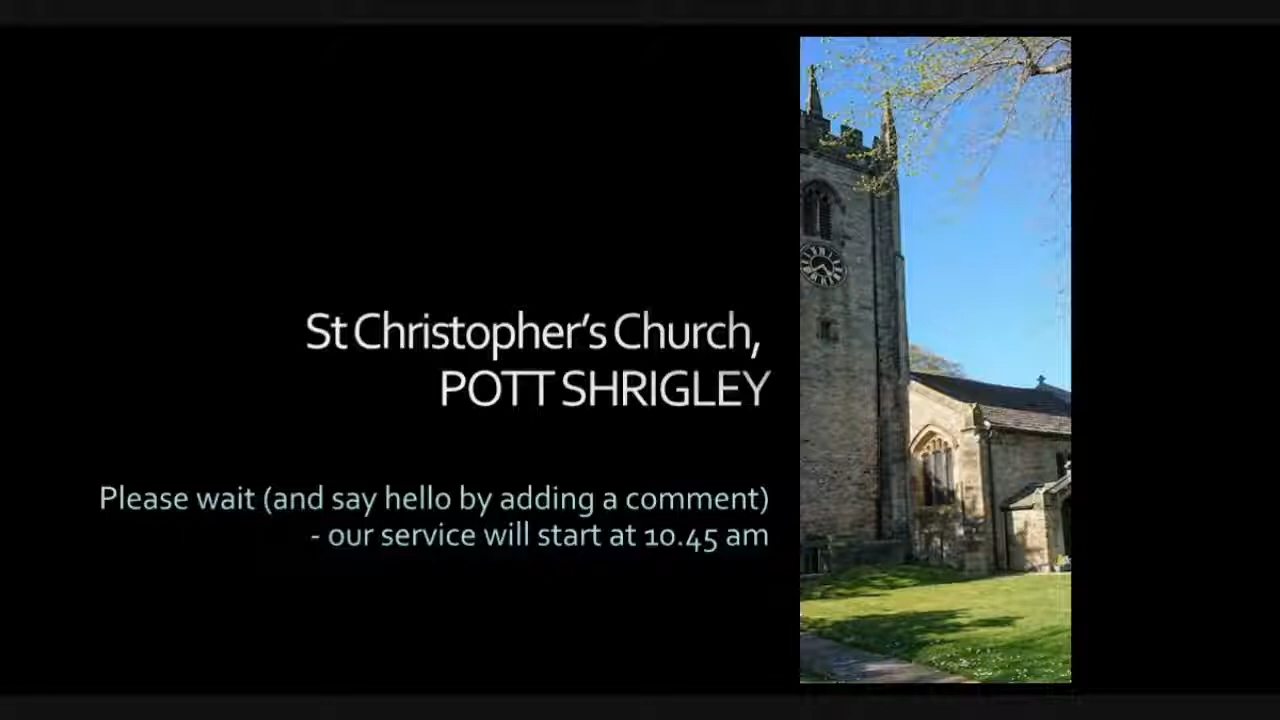 St Christopher's Church,
POTT SHRIGLEY
Please wait (and say hello by adding a comment)
- our service will start at 10.45 am